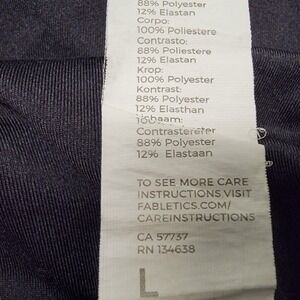 88% Polyester
12% Elastan
Corpo:
100% Poliestere
Contrasto:
88% Poliestere
12% Elastan
Krop:
100% Polyester
Kontrast:
88% Polyester
12% Elasthan
88% Polyester
12% Elastaan
TO SEE MORE CARE
INSTRUCTIONS,VISIT
FABLETICS.COM/
CAREINSTRUCTIONS
CA 57737
RN 134638
L